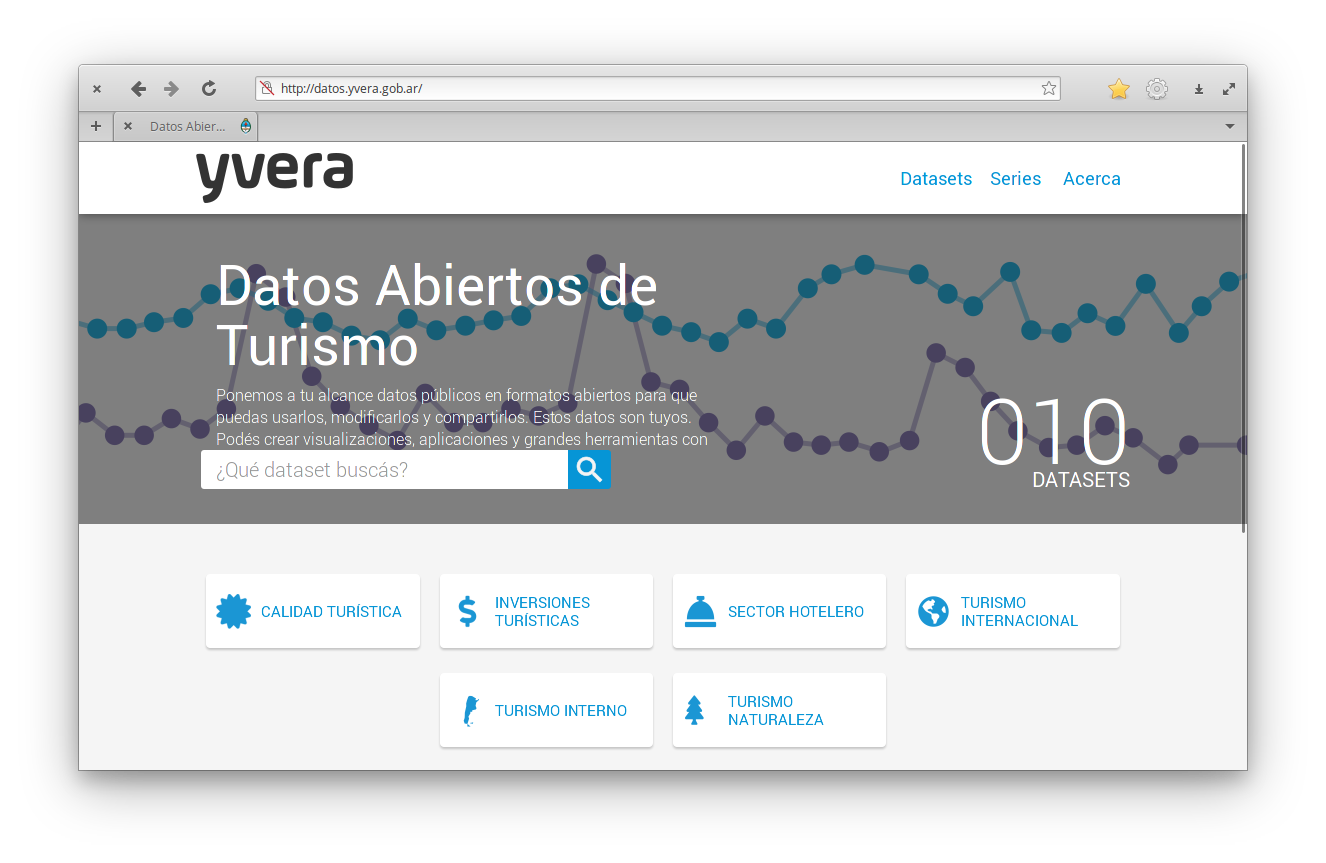 http://datos.yvera.gob.ar/
Datos Abier...
yvera
Datasets Series Acerca
Datos Abiertos de
Turismo
Ponemos a tu alcance datos públicos en formatos abiertos para que
puedas usarlos, modificarlos y compartirlos. Estos datos son tuyos.
Podés crear visualizaciones, aplicaciones y grandes herramientas con
¿Qué dataset buscás?
010
DATASETS
CALIDAD TURÍSTICA
INVERSIONES
TURÍSTICAS
SECTOR HOTELERO
TURISMO
INTERNACIONAL
TURISMO INTERNO
TURISMO
NATURALEZA